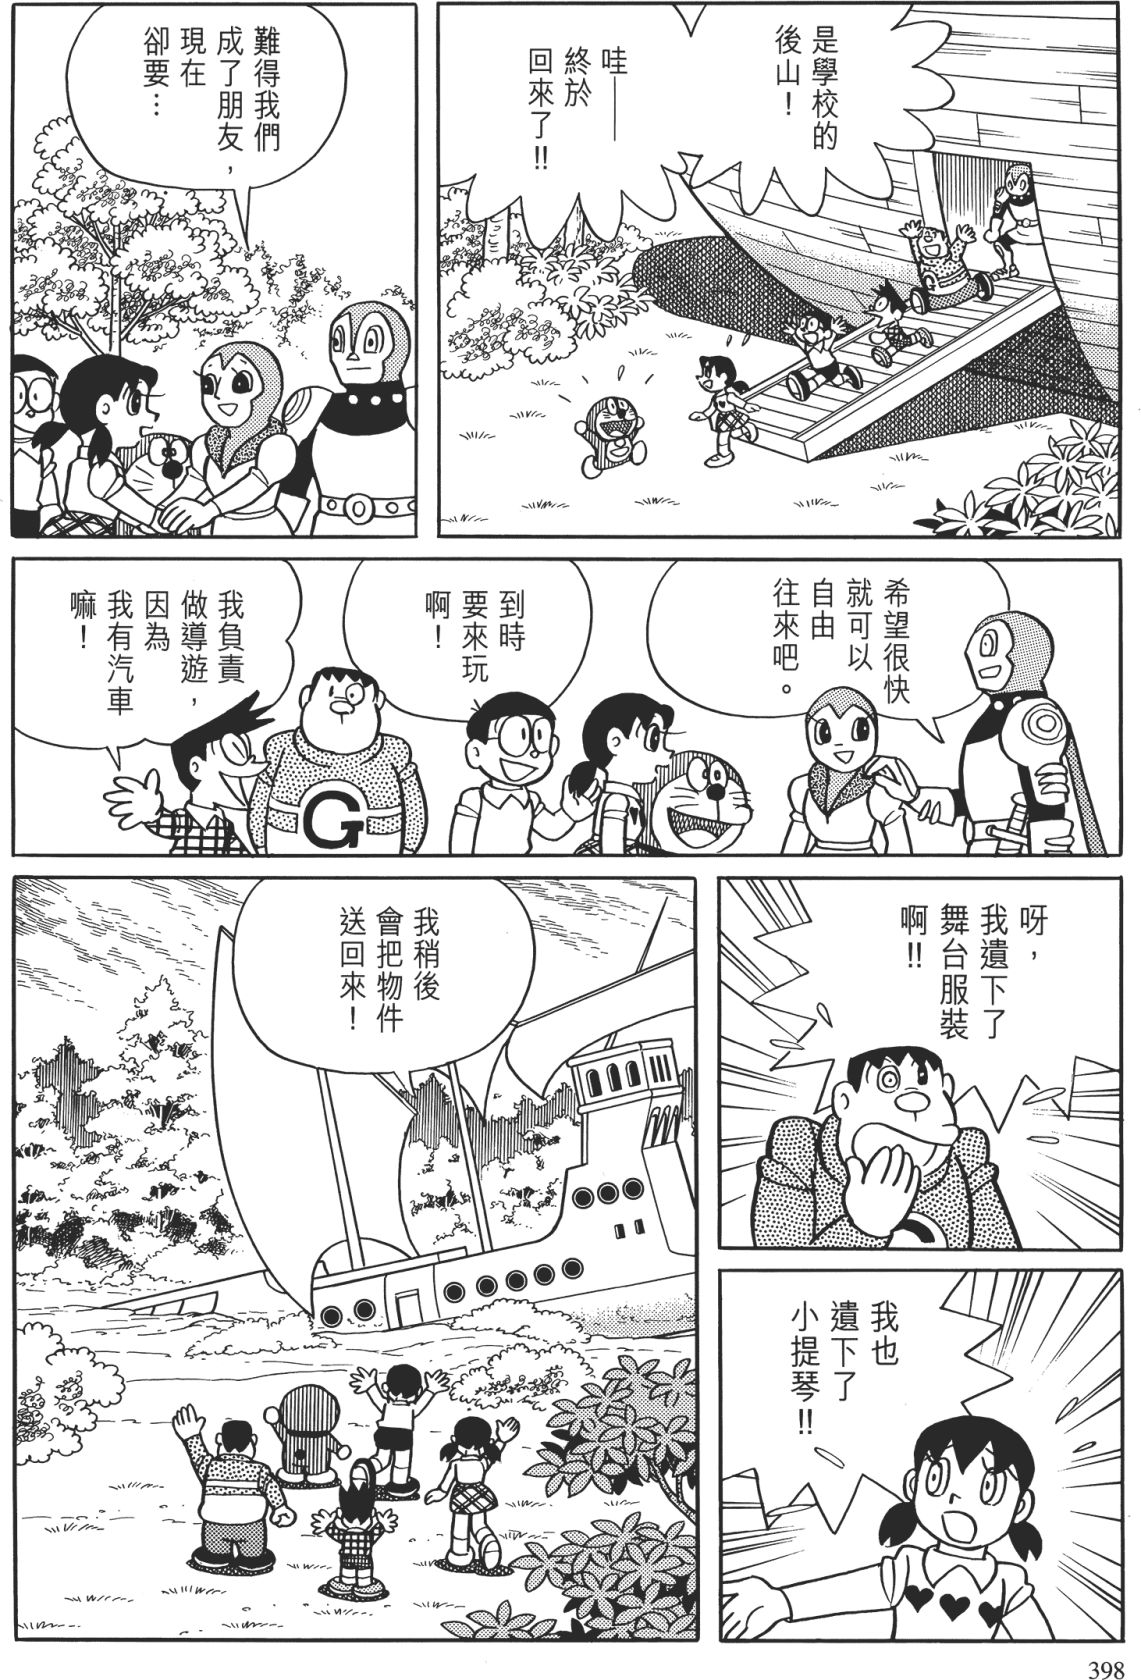 是學校的
後山！
哇——
終於
回來了!!
難得我們
成了朋友，
現在
卻要…
希望很快
就可以
自由
往來吧。
到時
要來玩
啊！
我負責
做導遊，
因為
我有汽車
嘛！
呀，
我遺下了
舞台服裝
啊!!
我也
遺下了
小提琴!!
我稍後
會把物件
送回來！
G
398